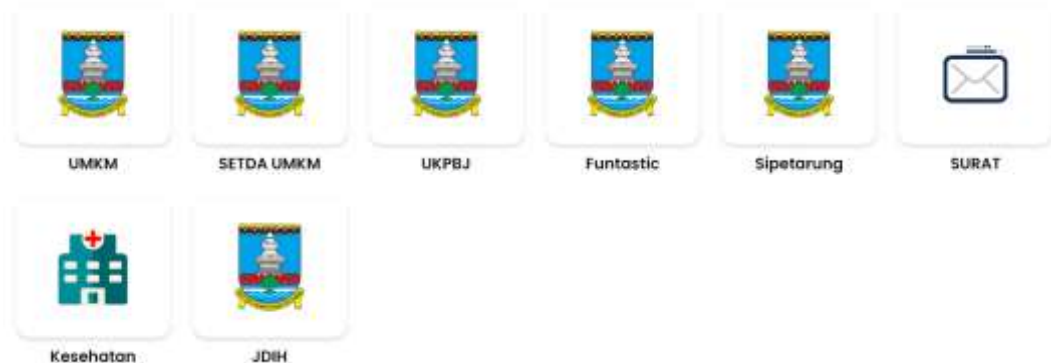 UMKM
SETDA UMKM
UKPBJ
Funtastic
Sipetarung
SURAT
Kesehatan
JDIH